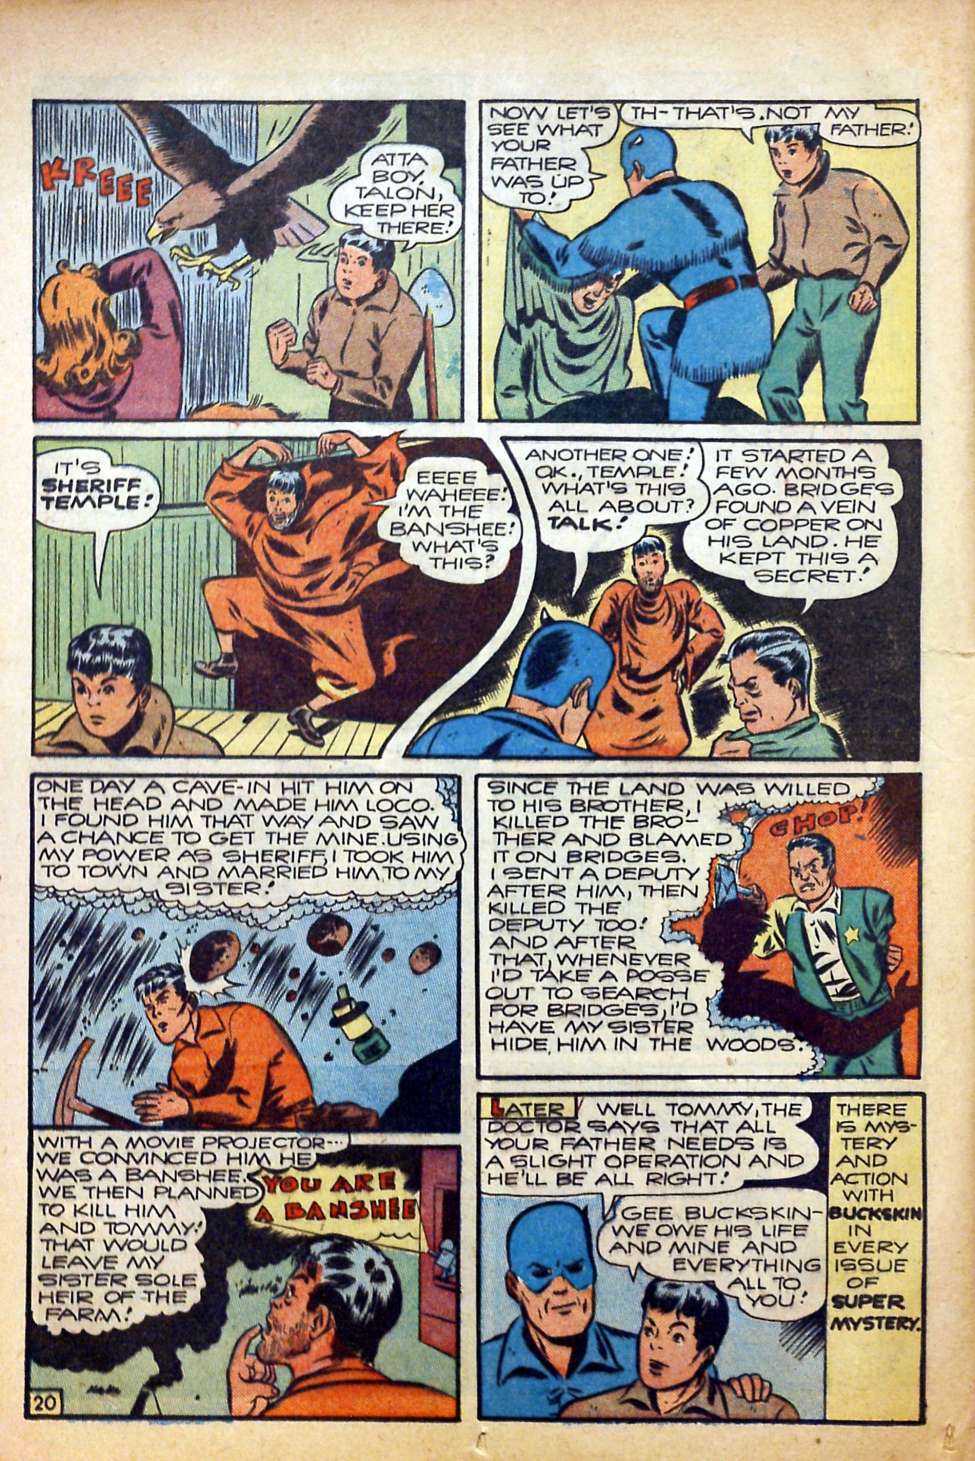 KREEE
ATTA
BOY,
TALON,
KEEP HER
THERE!
NOW LET'S
SEE WHAT
YOUR
FATHER
WAS UP
TO!
TH-THAT'S NOT MY
FATHER!
IT'S
SHERIFF
TEMPLE!
EEEE
WAHEEE!
I'M THE
BANSHEE!
WHAT'S
THIS?
ANOTHER ONE!
OK., TEMPLE!
WHAT'S THIS
ALL ABOUT?
TALK!
IT STARTED A
FEW MONTHS
AGO. BRIDGES
FOUND A VEIN
OF COPPER ON
HIS LAND. HE
KEPT THIS A
SECRET!
ONE DAY A CAVE-IN HIT HIM ON
THE HEAD AND MADE HIM LOCO.
I FOUND HIM THAT WAY AND SAW
A CHANCE TO GET THE MINE. USING
MY POWER AS SHERIFF, I TOOK HIM
TO TOWN AND MARRIED HIM TO MY
SISTER!
SINCE THE LAND WAS WILLED
TO HIS BROTHER, I
KILLED THE BRO-
THER AND BLAMED
IT ON BRIDGES.
I SENT A DEPUTY
AFTER HIM, THEN
KILLED THE
DEPUTY TOO!
AND AFTER
THAT, WHENEVER
I'D TAKE A POSSE
OUT TO SEARCH
FOR BRIDGES, I'D
HAVE MY SISTER
HIDE HIM IN THE WOODS.
CHOP!
WITH A MOVIE PROJECTOR---
WE CONVINCED HIM HE
WAS A BANSHEE.
WE THEN PLANNED
TO KILL HIM
AND TOMMY!
THAT WOULD
LEAVE MY
SISTER SOLE
HEIR OF THE
FARM!
YOU ARE
A BANSHEE
20
LATER
WELL TOMMY, THE
DOCTOR SAYS THAT ALL
YOUR FATHER NEEDS IS
A SLIGHT OPERATION AND
HE'LL BE ALL RIGHT!
GEE BUCKSKIN-
WE OWE HIS LIFE
AND MINE AND
EVERYTHING
ALL TO
YOU!
THERE
IS MYS-
TERY
AND
ACTION
WITH
BUCKSKIN
IN
EVERY
ISSUE
OF
SUPER
MYSTERY.